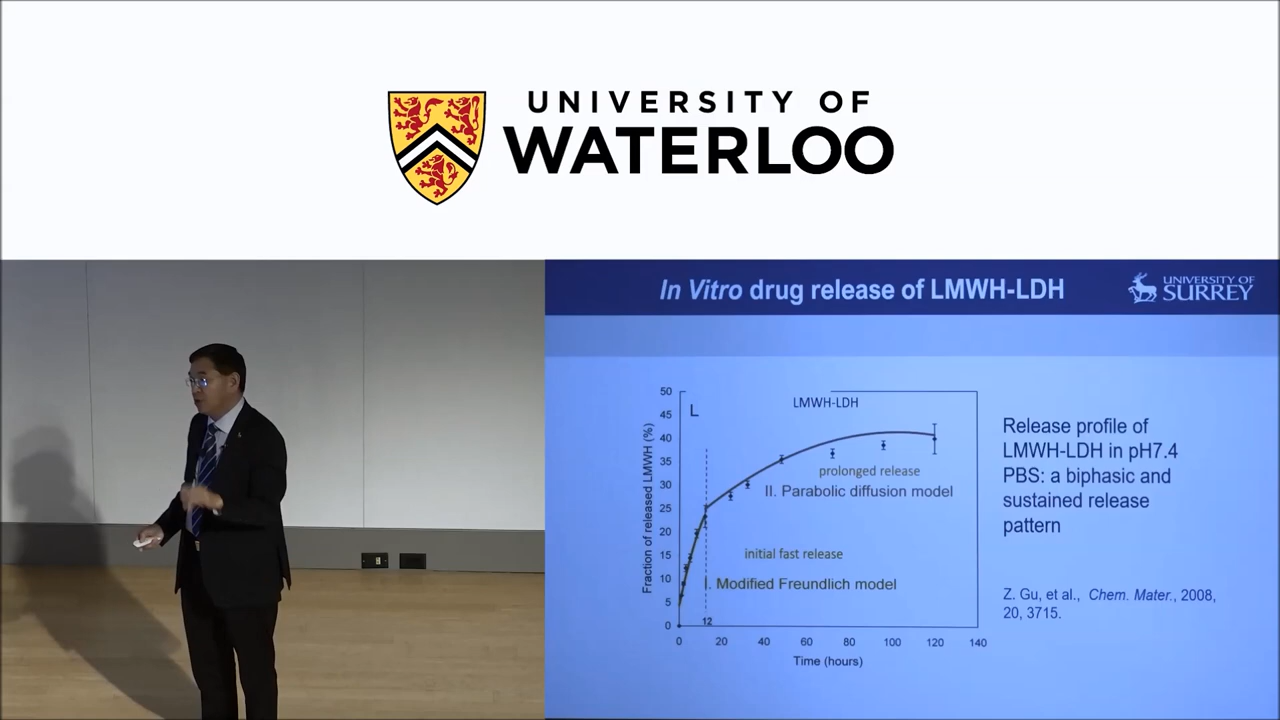 UNIVERSITY OF
WATERLOO
In Vitro drug release of LMWH-LDH
UNIVERSITY OF
SURREY
50
45
40
35
30
25
20
15
10
5
0
Fraction of released LMWH (%)
L
LMWH-LDH
prolonged release
II. Parabolic diffusion model
initial fast release
I. Modified Freundlich model
12
0
20
40
60
80
100
120
140
Time (hours)
Release profile of
LMWH-LDH in pH7.4
PBS: a biphasic and
sustained release
pattern
Z. Gu, et al., Chem. Mater., 2008,
20, 3715.